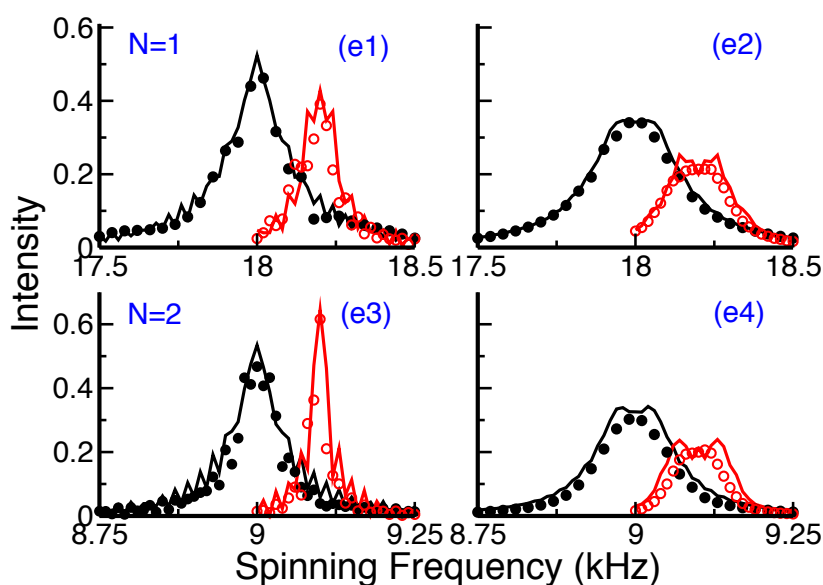 0.6
N=1
(e1)
(e2)
0.4
0.2
0
17.5
18
18.5
17.5
18
18.5
Intensity
0.6
N=2
(e3)
(e4)
0.4
0.2
0
8.75
9
9.25
8.75
9
9.25
Spinning Frequency (kHz)